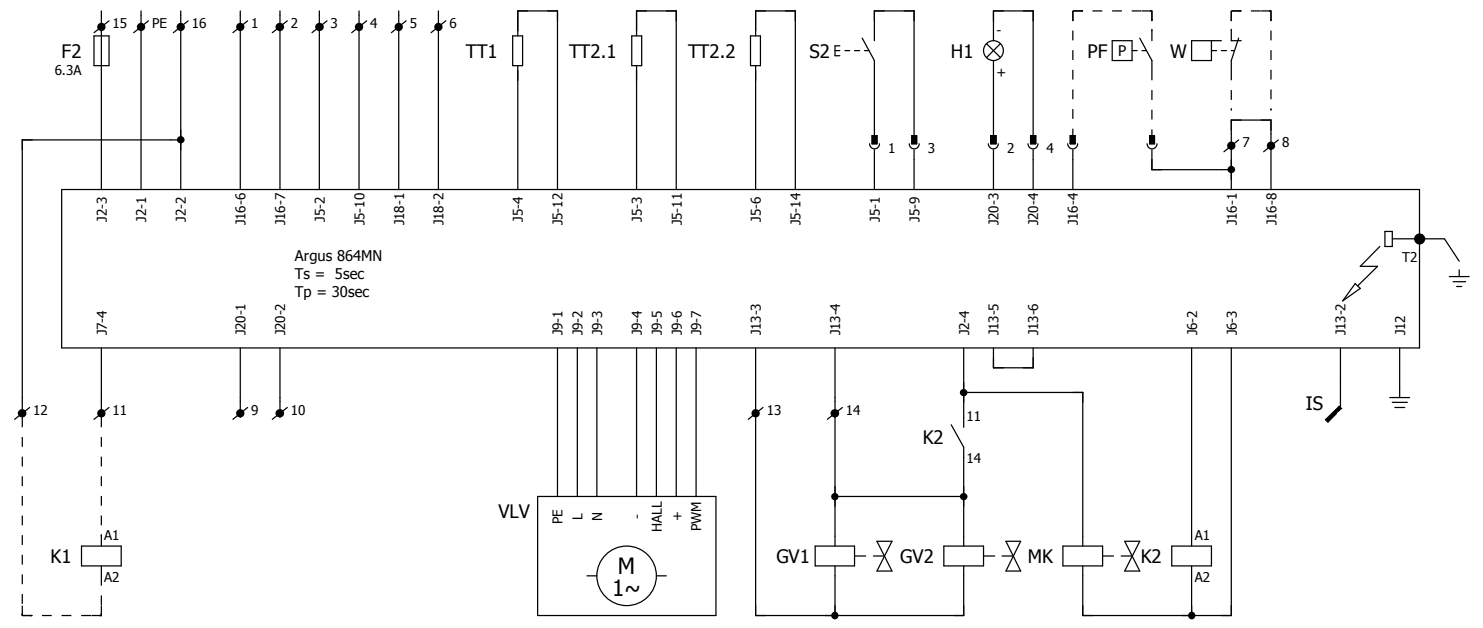 15 PE 16 1 2 3 4 5 6
F2
6.3A
TT1 TT2.1 TT2.2 S2 E H1 - + PF P W
1 3 2 4 7 8
J2-3 J2-1 J2-2 J16-6 J16-7 J5-2 J5-10 J18-1 J18-2 J5-4 J5-12 J5-3 J5-11 J5-6 J5-14 J5-1 J5-9 J20-3 J20-4 J16-4 J16-1 J16-8
Argus 864MN
Ts = 5sec
Tp = 30sec
T2
J7-4 J20-1 J20-2 J9-1 J9-2 J9-3 J9-4 J9-5 J9-6 J9-7 J13-3 J13-4 J2-4 J13-5 J13-6 J6-2 J6-3 J13-2 J12
12 11 9 10 13 14 IS
11
K2
14
VLV PE L N - HALL + PWM
M
1~
K1 A1 A2
GV1 GV2 MK K2 A1 A2